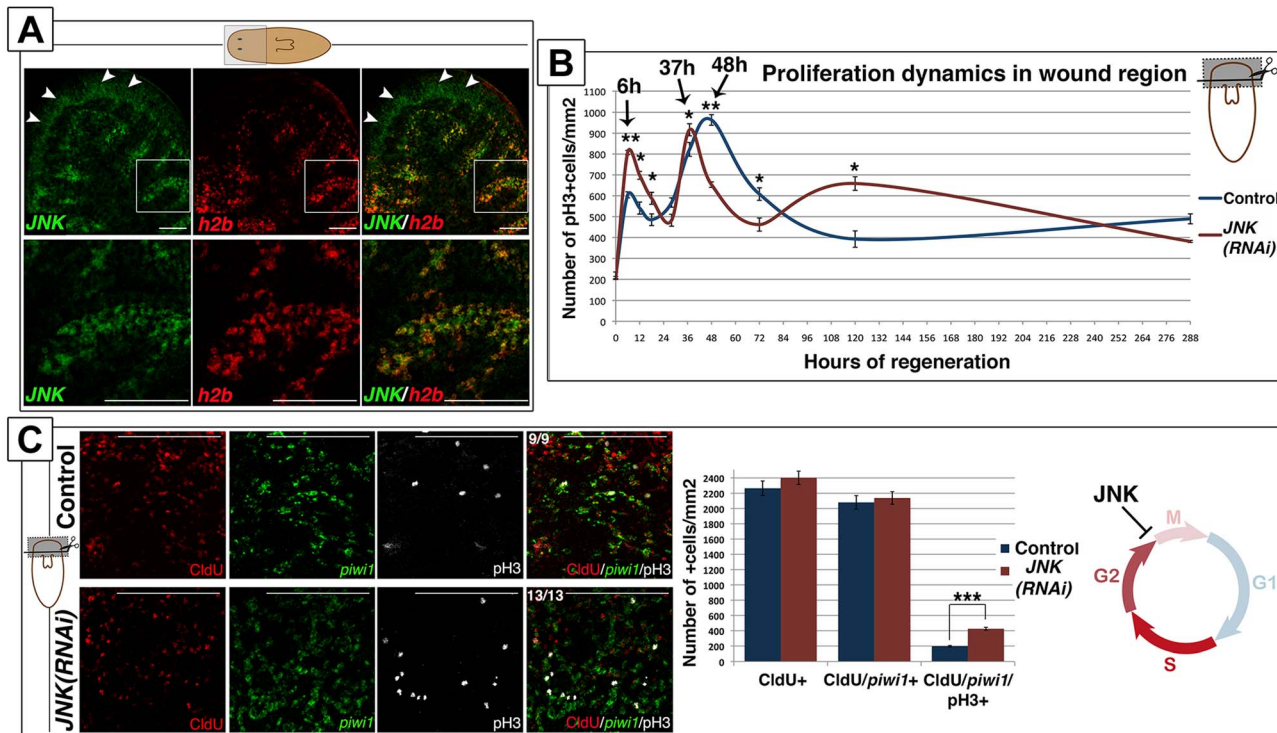 A
JNK
h2b
JNK/h2b
JNK
h2b
JNK/h2b
B
Proliferation dynamics in wound region
6h
37h
48h
**
*
*
*
**
*
*
Number of pH3+cells/mm2
1100
1000
900
800
700
600
500
400
300
200
100
0
0 12 24 36 48 60 72 84 96 108 120 132 144 156 168 180 192 204 216 228 240 252 264 276 288
Hours of regeneration
Control
JNK
(RNAi)
C
Control
CldU
piwi1
pH3
9/9
CldU/piwi1/pH3
JNK(RNAi)
CldU
piwi1
pH3
13/13
CldU/piwi1/pH3
Number of +cells/mm2
2400
2200
2000
1800
1600
1400
1200
1000
800
600
400
200
***
CldU+
CldU/piwi1+
CldU/piwi1/
pH3+
Control
JNK
(RNAi)
JNK
M
G2
G1
S